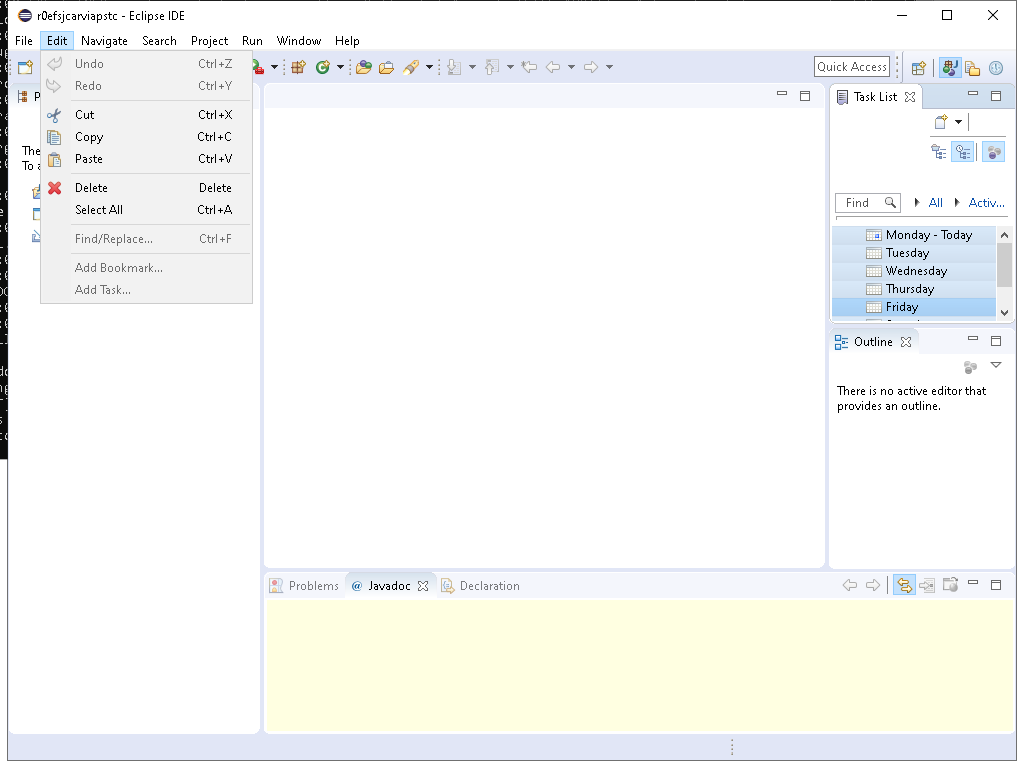 r0efsjcarviapstc - Eclipse IDE
File Edit Navigate Search Project Run Window Help
Undo Ctrl+Z
Redo Ctrl+Y
Cut Ctrl+X
Copy Ctrl+C
Paste Ctrl+V
Delete Delete
Select All Ctrl+A
Find/Replace... Ctrl+F
Add Bookmark...
Add Task...
Quick Access
P
The
To a
Task List
Find All Activ...
Monday - Today
Tuesday
Wednesday
Thursday
Friday
Outline
There is no active editor that
provides an outline.
Problems @ Javadoc Declaration